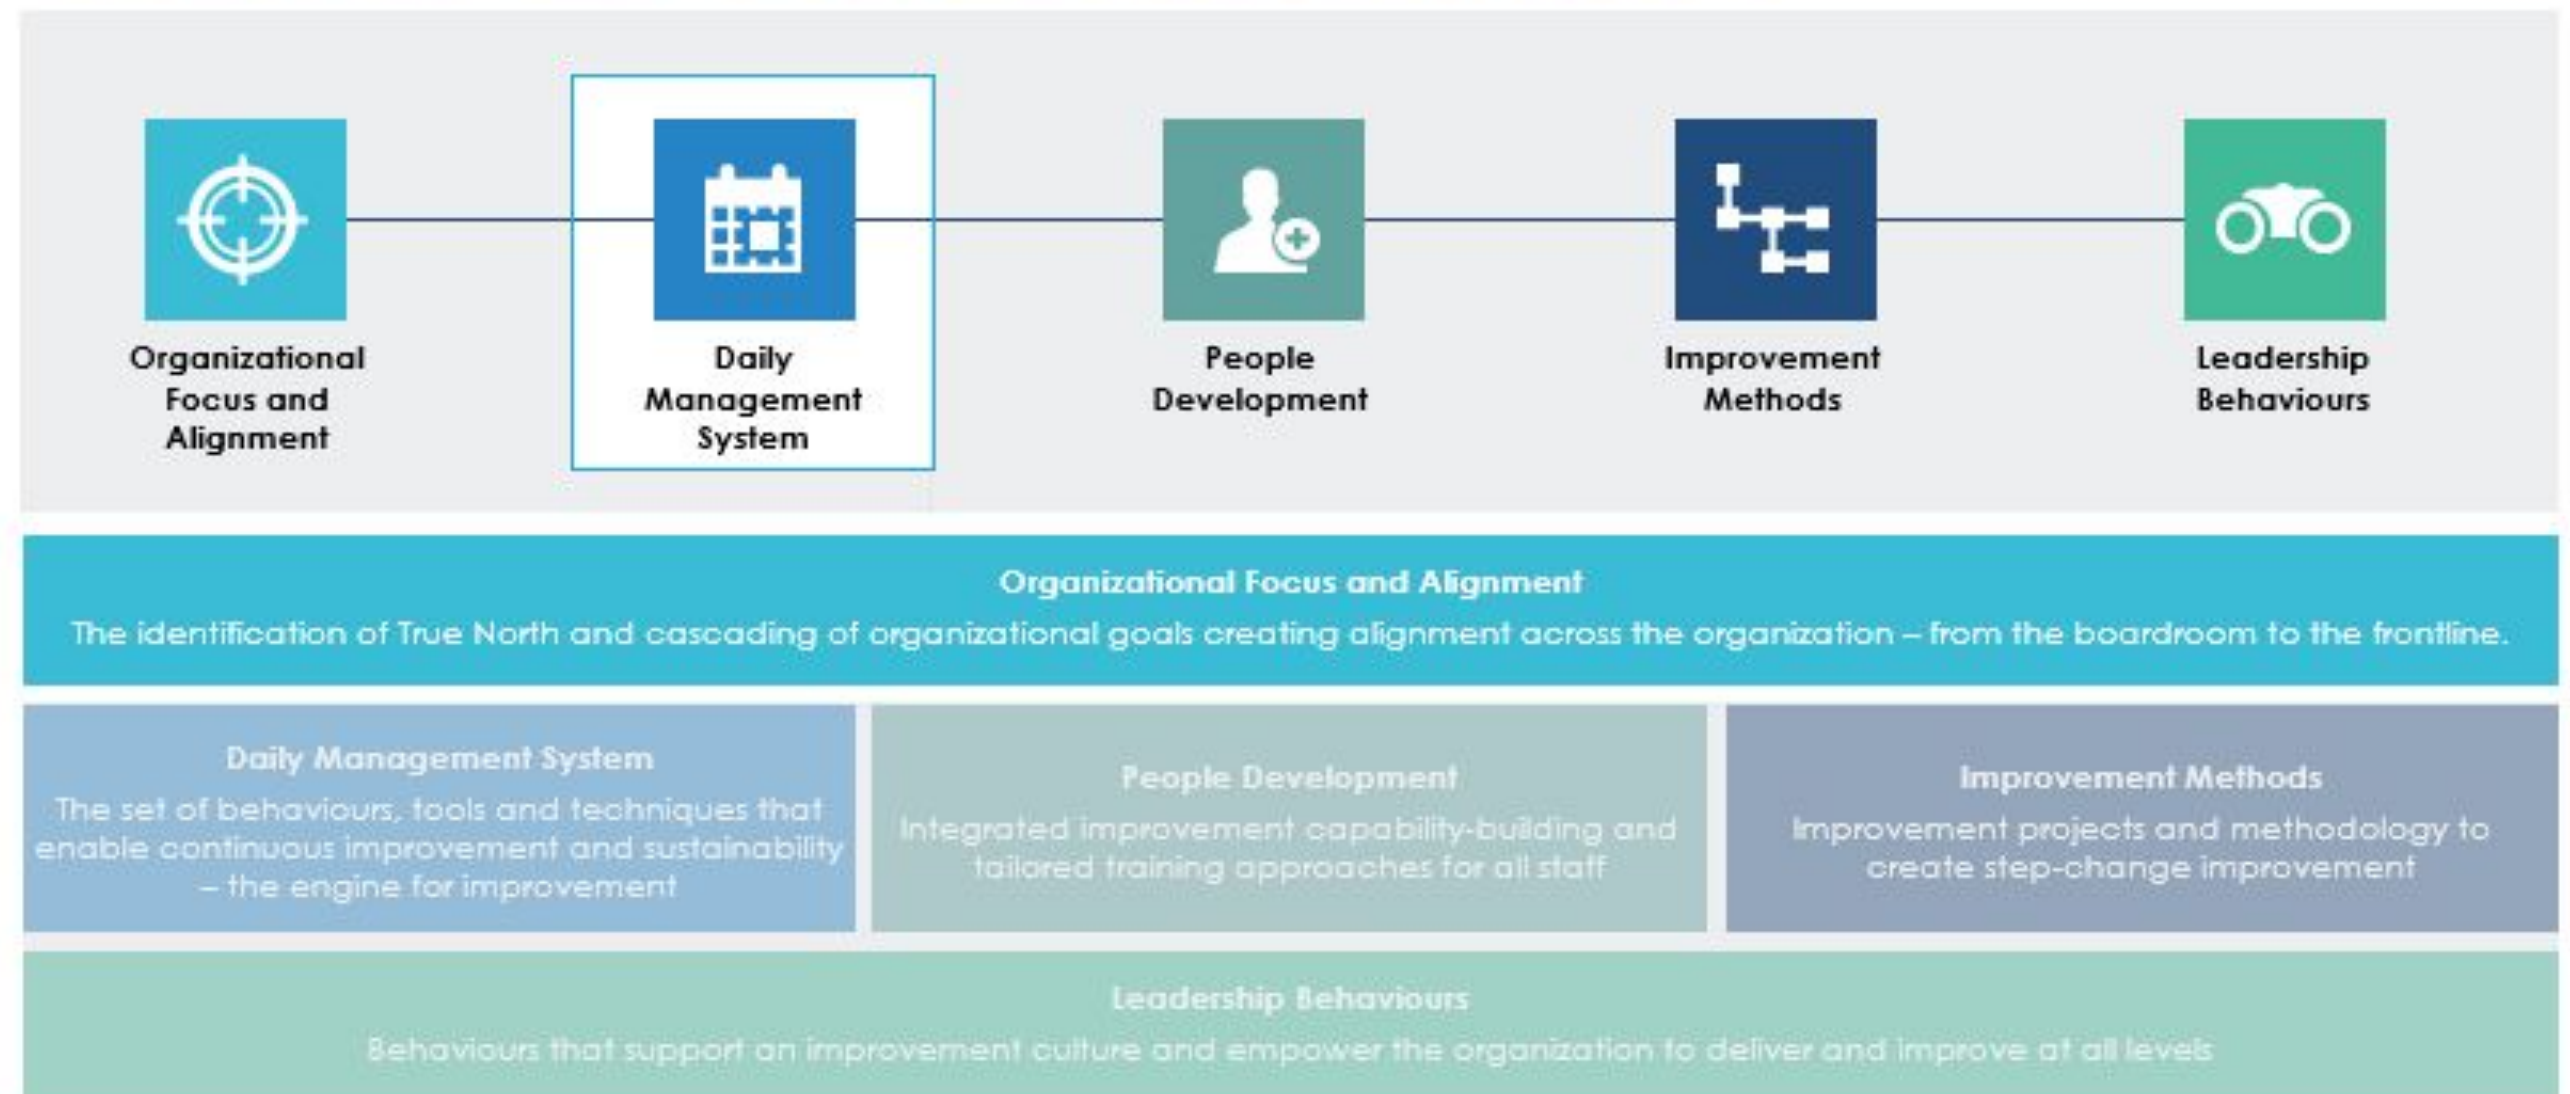 Organizational
Focus and
Alignment
Daily
Management
System
People
Development
Improvement
Methods
Leadership
Behaviours
Organizational Focus and Alignment
The identification of True North and cascading of organizational goals creating alignment across the organization – from the boardroom to the frontline.
Daily Management System
The set of behaviours, tools and techniques that
enable continuous improvement and sustainability
– the engine for improvement
People Development
Integrated improvement capability-building and
tailored training approaches for all staff
Improvement Methods
Improvement projects and methodology to
create step-change improvement
Leadership Behaviours
Behaviours that support an improvement culture and empower the organization to deliver and improve at all levels